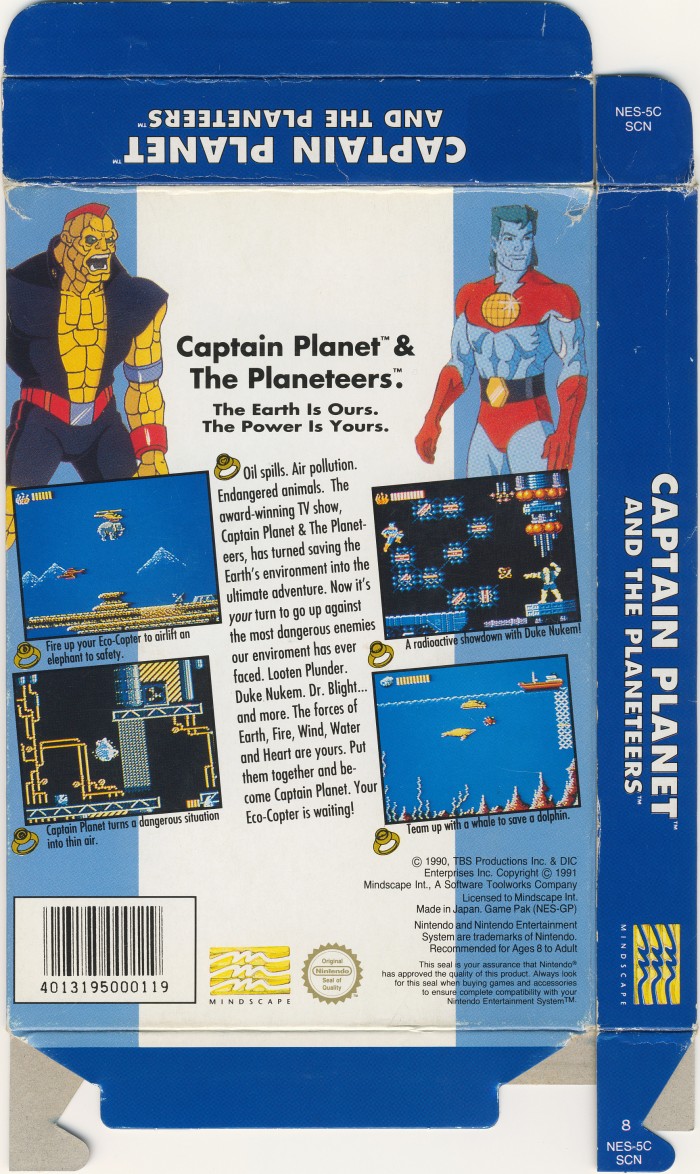 CAPTAIN PLANET™
AND THE PLANETEERS™
NES-5C
SCN
Captain Planet™ &
The Planeteers.™
The Earth Is Ours.
The Power Is Yours.
Oil spills. Air pollution.
Endangered animals. The
award-winning TV show,
Captain Planet & The Planet-
eers, has turned saving the
Earth's environment into the
ultimate adventure. Now it's
your turn to go up against
the most dangerous enemies
our enviroment has ever
faced. Looten Plunder.
Duke Nukem. Dr. Blight...
and more. The forces of
Earth, Fire, Wind, Water
and Heart are yours. Put
them together and be-
come Captain Planet. Your
Eco-Copter is waiting!
Fire up your Eco-Copter to airlift an
elephant to safety.
A radioactive showdown with Duke Nukem!
Captain Planet turns a dangerous situation
into thin air.
Team up with a whale to save a dolphin.
© 1990, TBS Productions Inc. & DIC
Enterprises Inc. Copyright © 1991
Mindscape Int., A Software Toolworks Company
Licensed to Mindscape Int.
Made in Japan. Game Pak (NES-GP)
Nintendo and Nintendo Entertainment
System are trademarks of Nintendo.
Recommended for Ages 8 to Adult
This seal is your assurance that Nintendo®
has approved the quality of this product. Always look
for this seal when buying games and accessories
to ensure complete compatibility with your
Nintendo Entertainment System™.
4013195000119
MINDSCAPE
Original
Nintendo
Seal of
Quality
CAPTAIN PLANET™
AND THE PLANETEERS™
MINDSCAPE
8
NES-5C
SCN